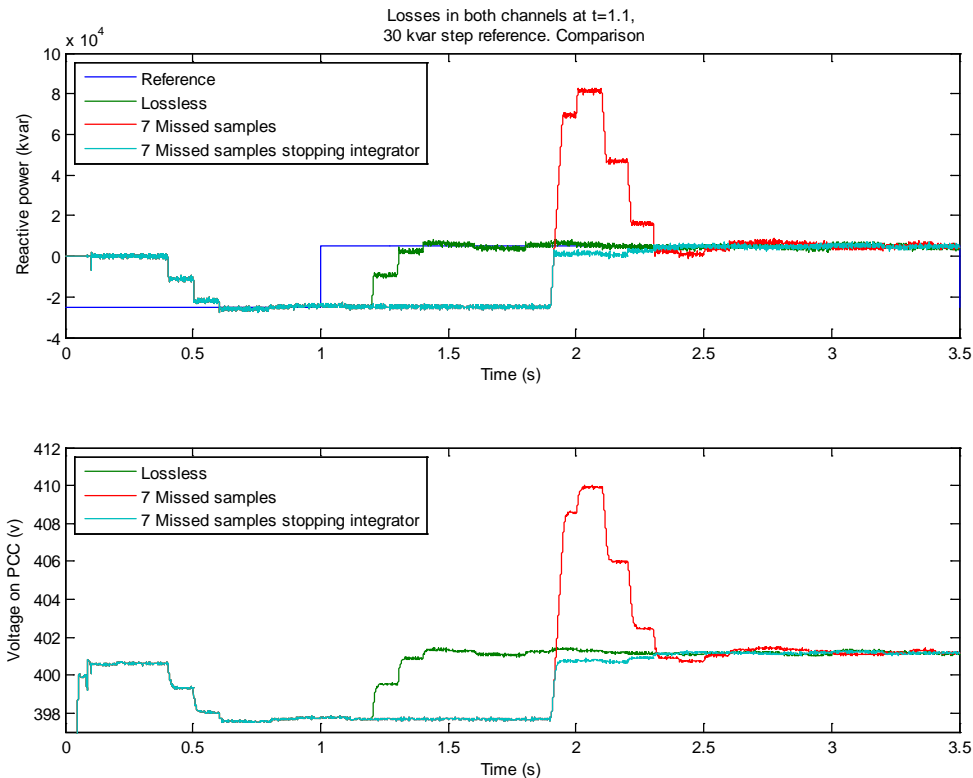 Losses in both channels at t=1.1,
30 kvar step reference. Comparison
x 10⁴
10
8
6
4
2
0
-2
-4
Reactive power (kvar)
Reference
Lossless
7 Missed samples
7 Missed samples stopping integrator
0 0.5 1 1.5 2 2.5 3 3.5
Time (s)
412
410
408
406
404
402
400
398
Voltage on PCC (v)
Lossless
7 Missed samples
7 Missed samples stopping integrator
0 0.5 1 1.5 2 2.5 3 3.5
Time (s)